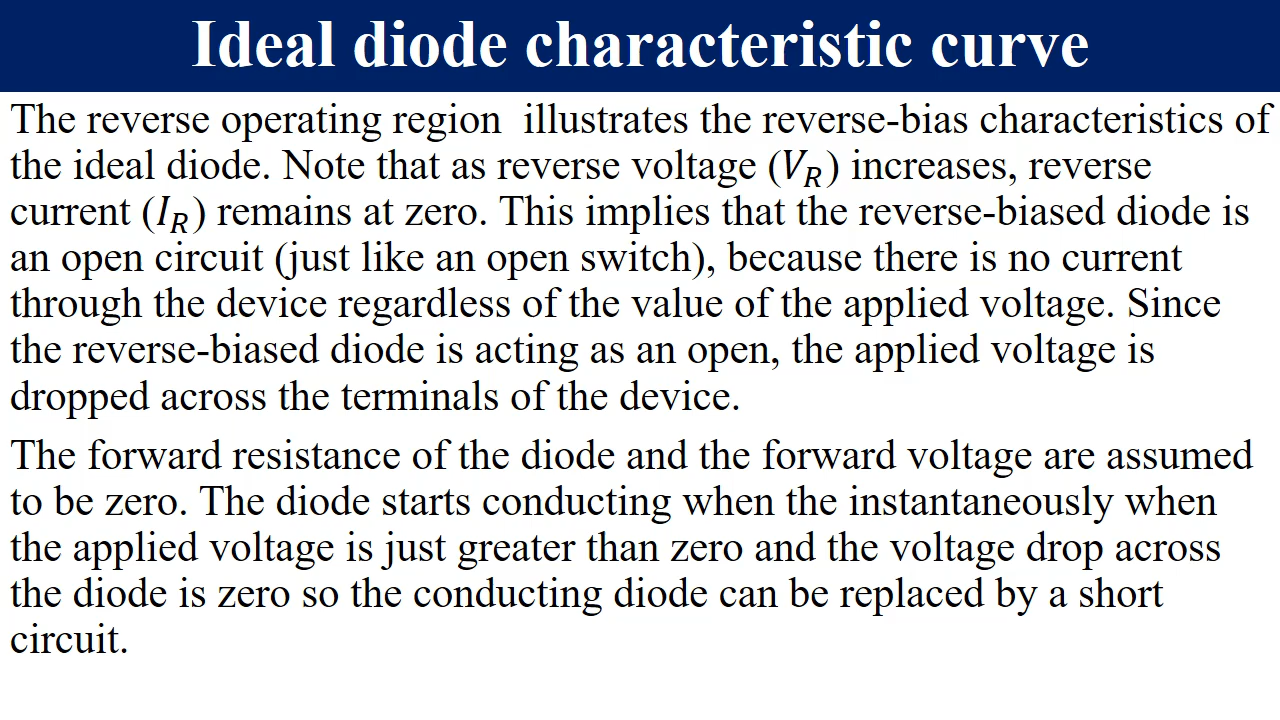 Ideal diode characteristic curve
The reverse operating region  illustrates the reverse-bias characteristics of
the ideal diode. Note that as reverse voltage (V_R) increases, reverse
current (I_R) remains at zero. This implies that the reverse-biased diode is
an open circuit (just like an open switch), because there is no current
through the device regardless of the value of the applied voltage. Since
the reverse-biased diode is acting as an open, the applied voltage is
dropped across the terminals of the device.
The forward resistance of the diode and the forward voltage are assumed
to be zero. The diode starts conducting when the instantaneously when
the applied voltage is just greater than zero and the voltage drop across
the diode is zero so the conducting diode can be replaced by a short
circuit.